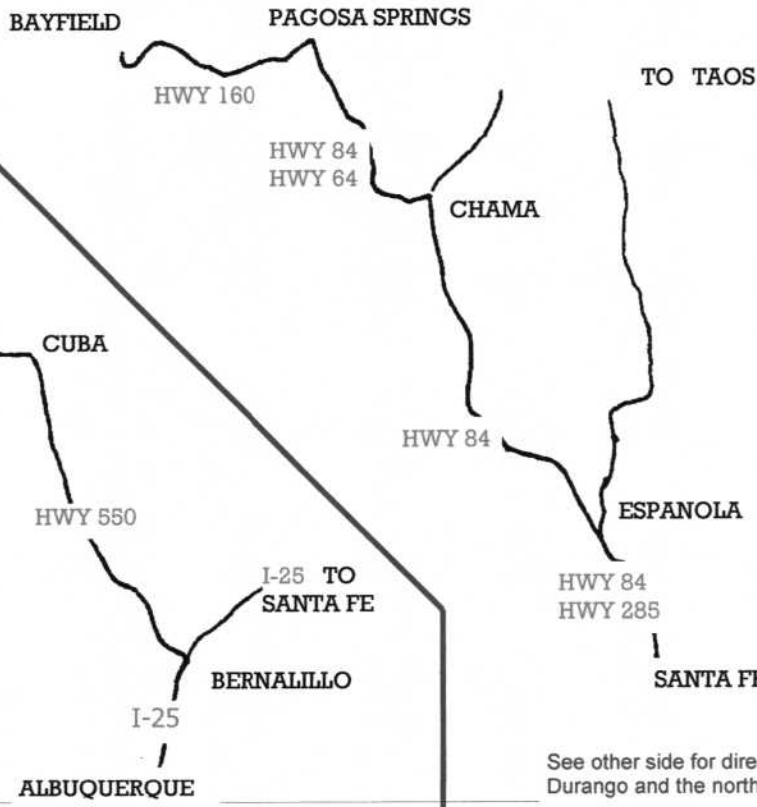 BAYFIELD
PAGOSA SPRINGS
HWY 160
TO TAOS
HWY 84
HWY 64
CHAMA
CUBA
HWY 84
HWY 550
ESPANOLA
I-25 TO
SANTA FE
HWY 84
HWY 285
BERNALILLO
SANTA FE
I-25
See other side for dire
Durango and the north
ALBUQUERQUE